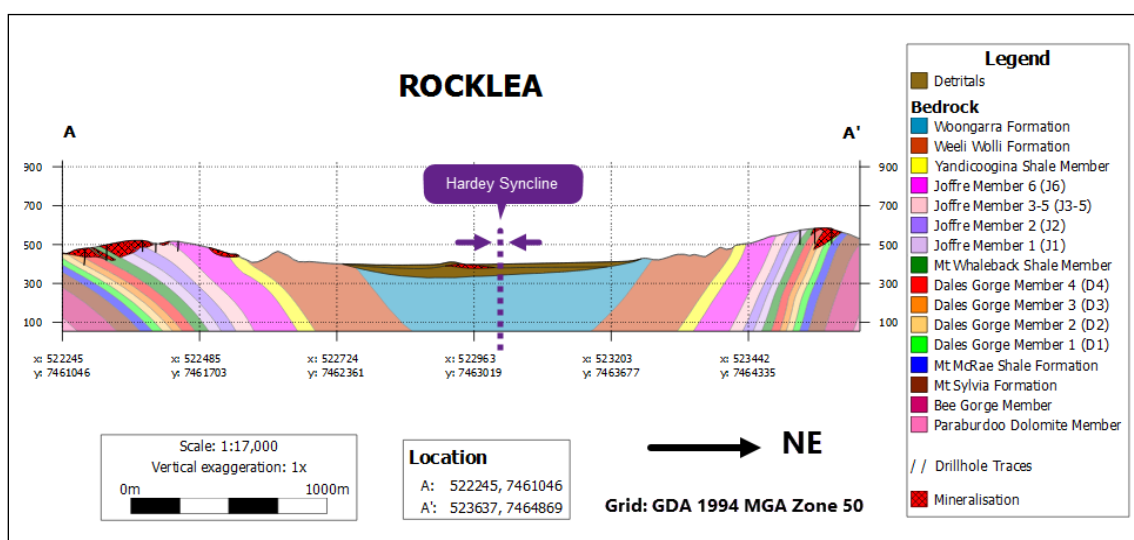 ROCKLEA
A
A'
Hardey Syncline
900
700
500
300
100
900
700
500
300
100
x: 522245
y: 7461046
x: 522485
y: 7461703
x: 522724
y: 7462361
x: 522963
y: 7463019
x: 523203
y: 7463677
x: 523442
y: 7464335
Scale: 1:17,000
Vertical exaggeration: 1x
0m
1000m
Location
A: 522245, 7461046
A': 523637, 7464869
NE
Grid: GDA 1994 MGA Zone 50
Legend
Detritals
Bedrock
Woongarra Formation
Weeli Wolli Formation
Yandicoogina Shale Member
Joffre Member 6 (J6)
Joffre Member 3-5 (J3-5)
Joffre Member 2 (J2)
Joffre Member 1 (J1)
Mt Whaleback Shale Member
Dales Gorge Member 4 (D4)
Dales Gorge Member 3 (D3)
Dales Gorge Member 2 (D2)
Dales Gorge Member 1 (D1)
Mt McRae Shale Formation
Mt Sylvia Formation
Bee Gorge Member
Paraburdoo Dolomite Member
Drillhole Traces
Mineralisation